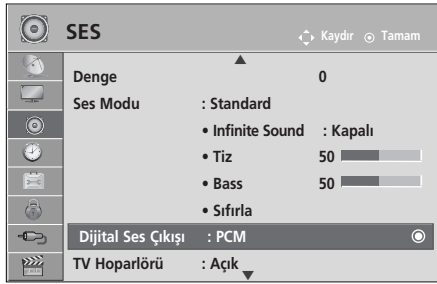 SES
Kaydır Tamam
Denge 0
Ses Modu : Standard
• Infinite Sound : Kapalı
• Tiz 50
• Bass 50
• Sıfırla
Dijital Ses Çıkışı : PCM
TV Hoparlörü : Açık